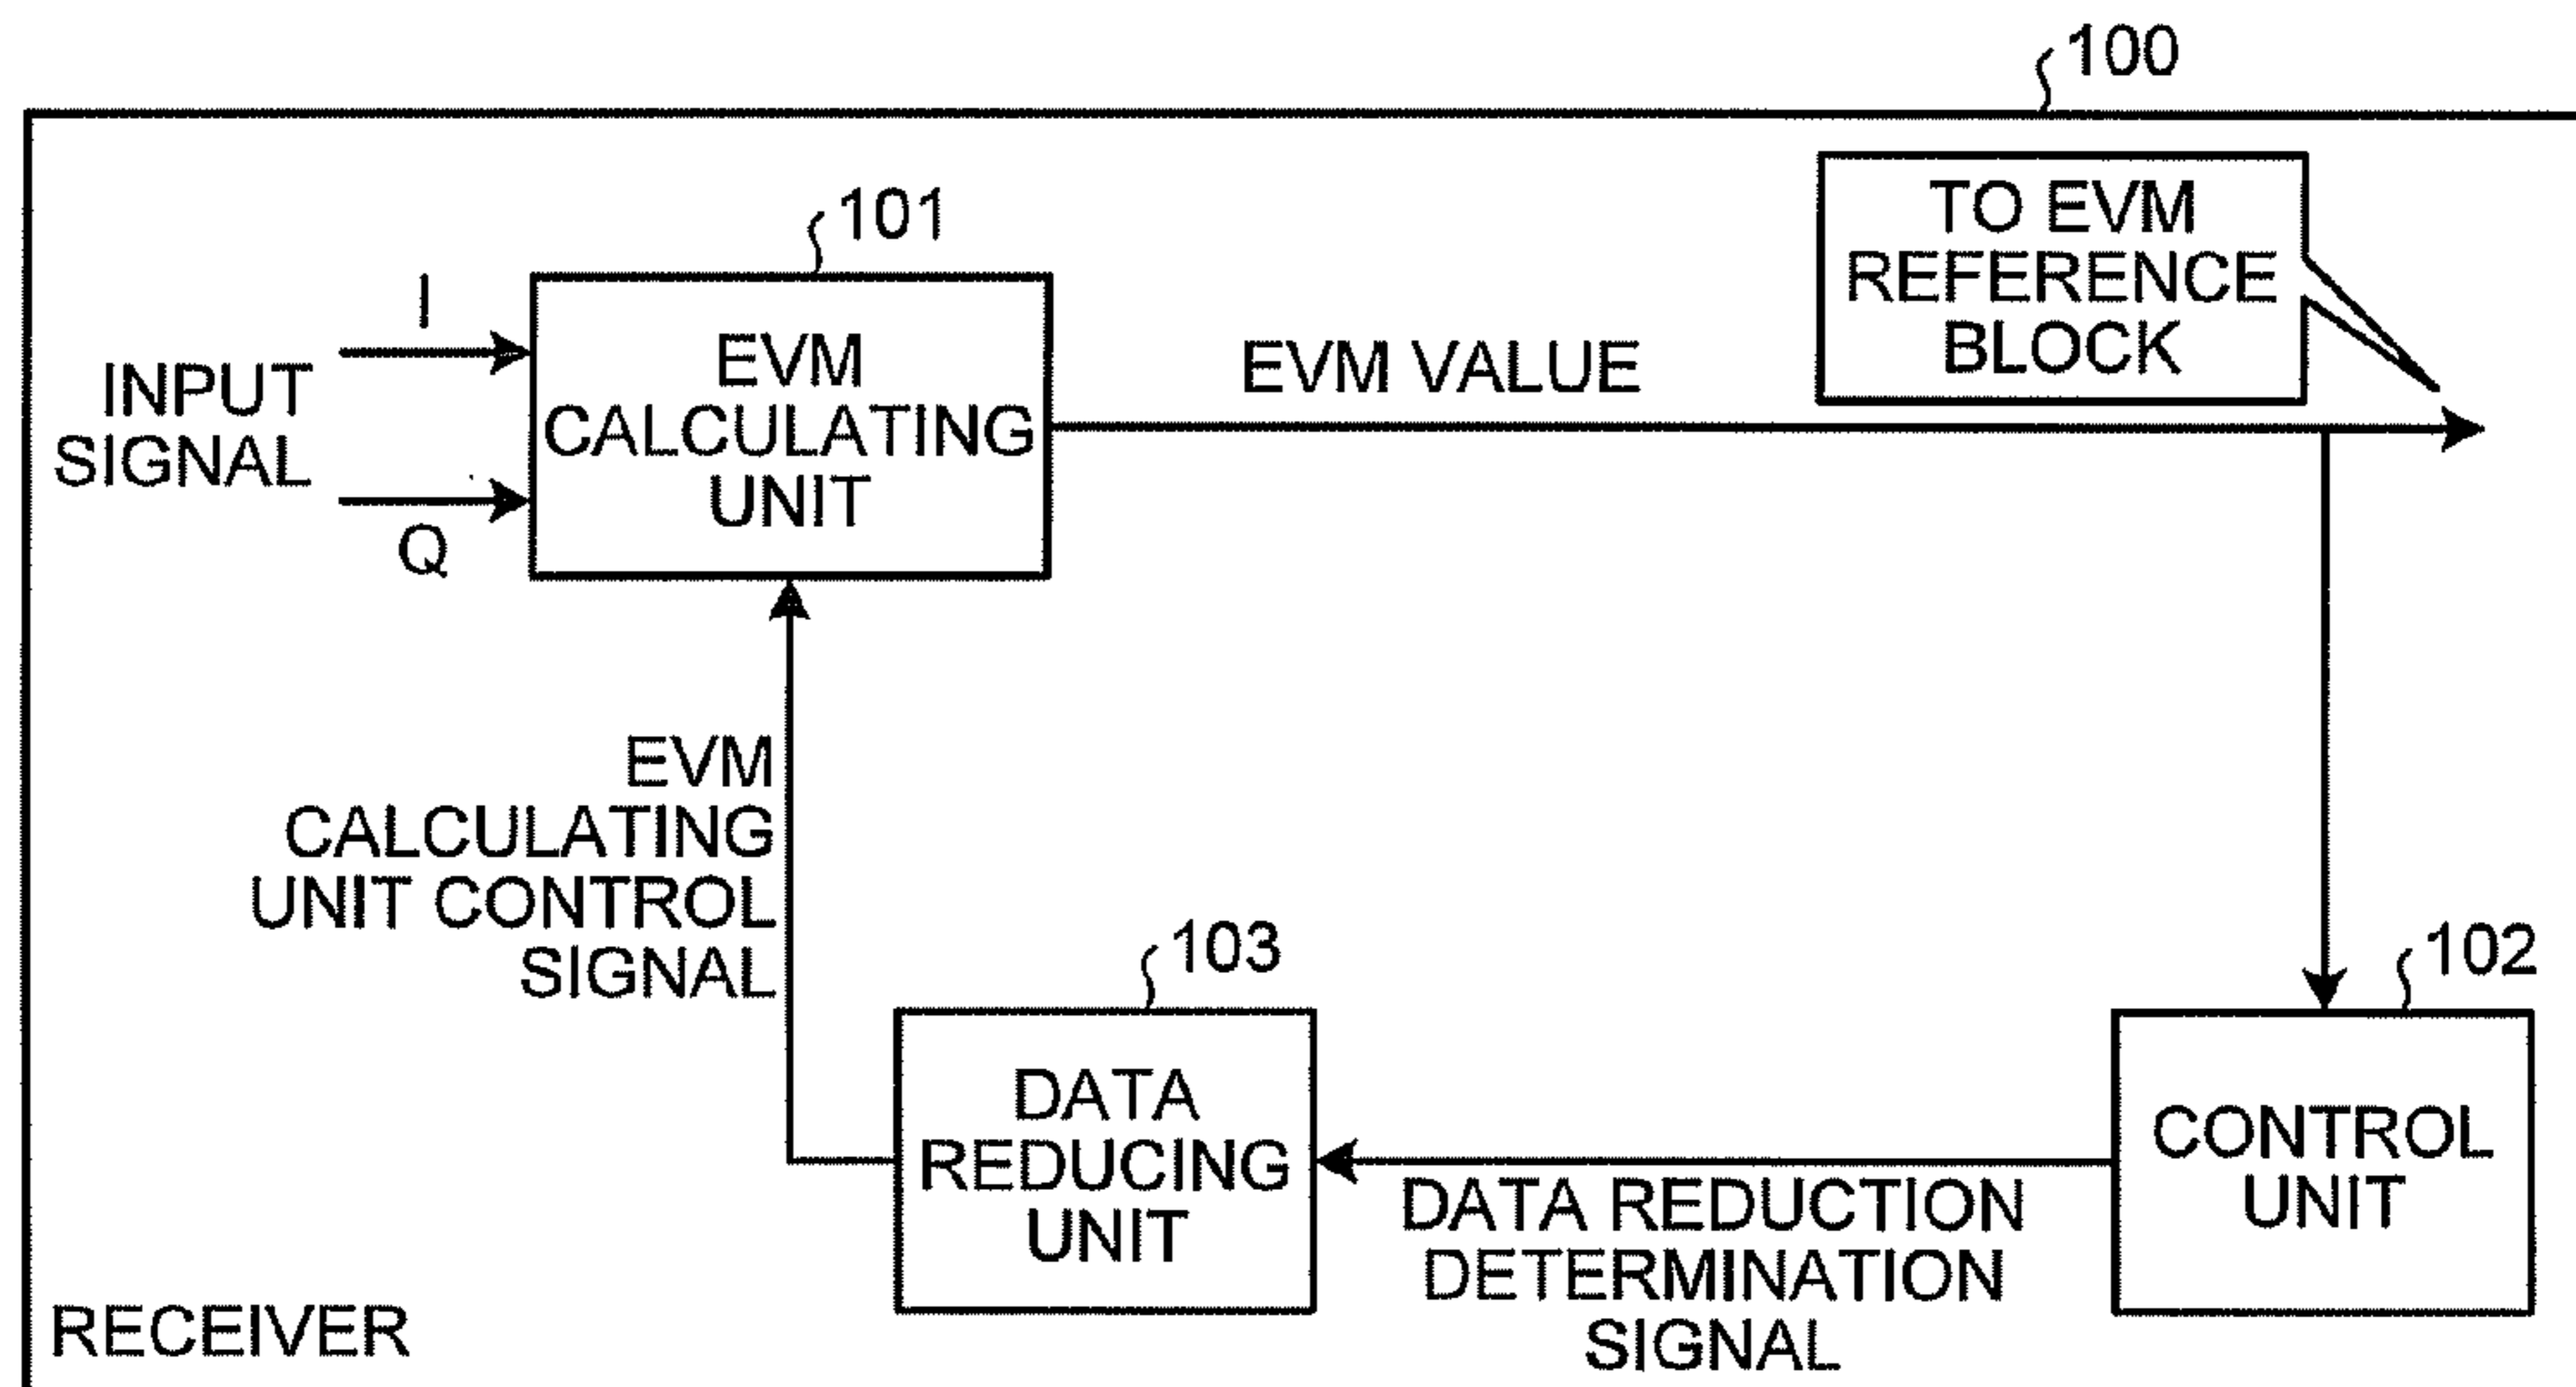 100
101
TO EVM
REFERENCE
BLOCK
I
INPUT
SIGNAL
Q
EVM
CALCULATING
UNIT
EVM VALUE
EVM
CALCULATING
UNIT CONTROL
SIGNAL
103
102
DATA
REDUCING
UNIT
CONTROL
UNIT
DATA REDUCTION
DETERMINATION
SIGNAL
RECEIVER